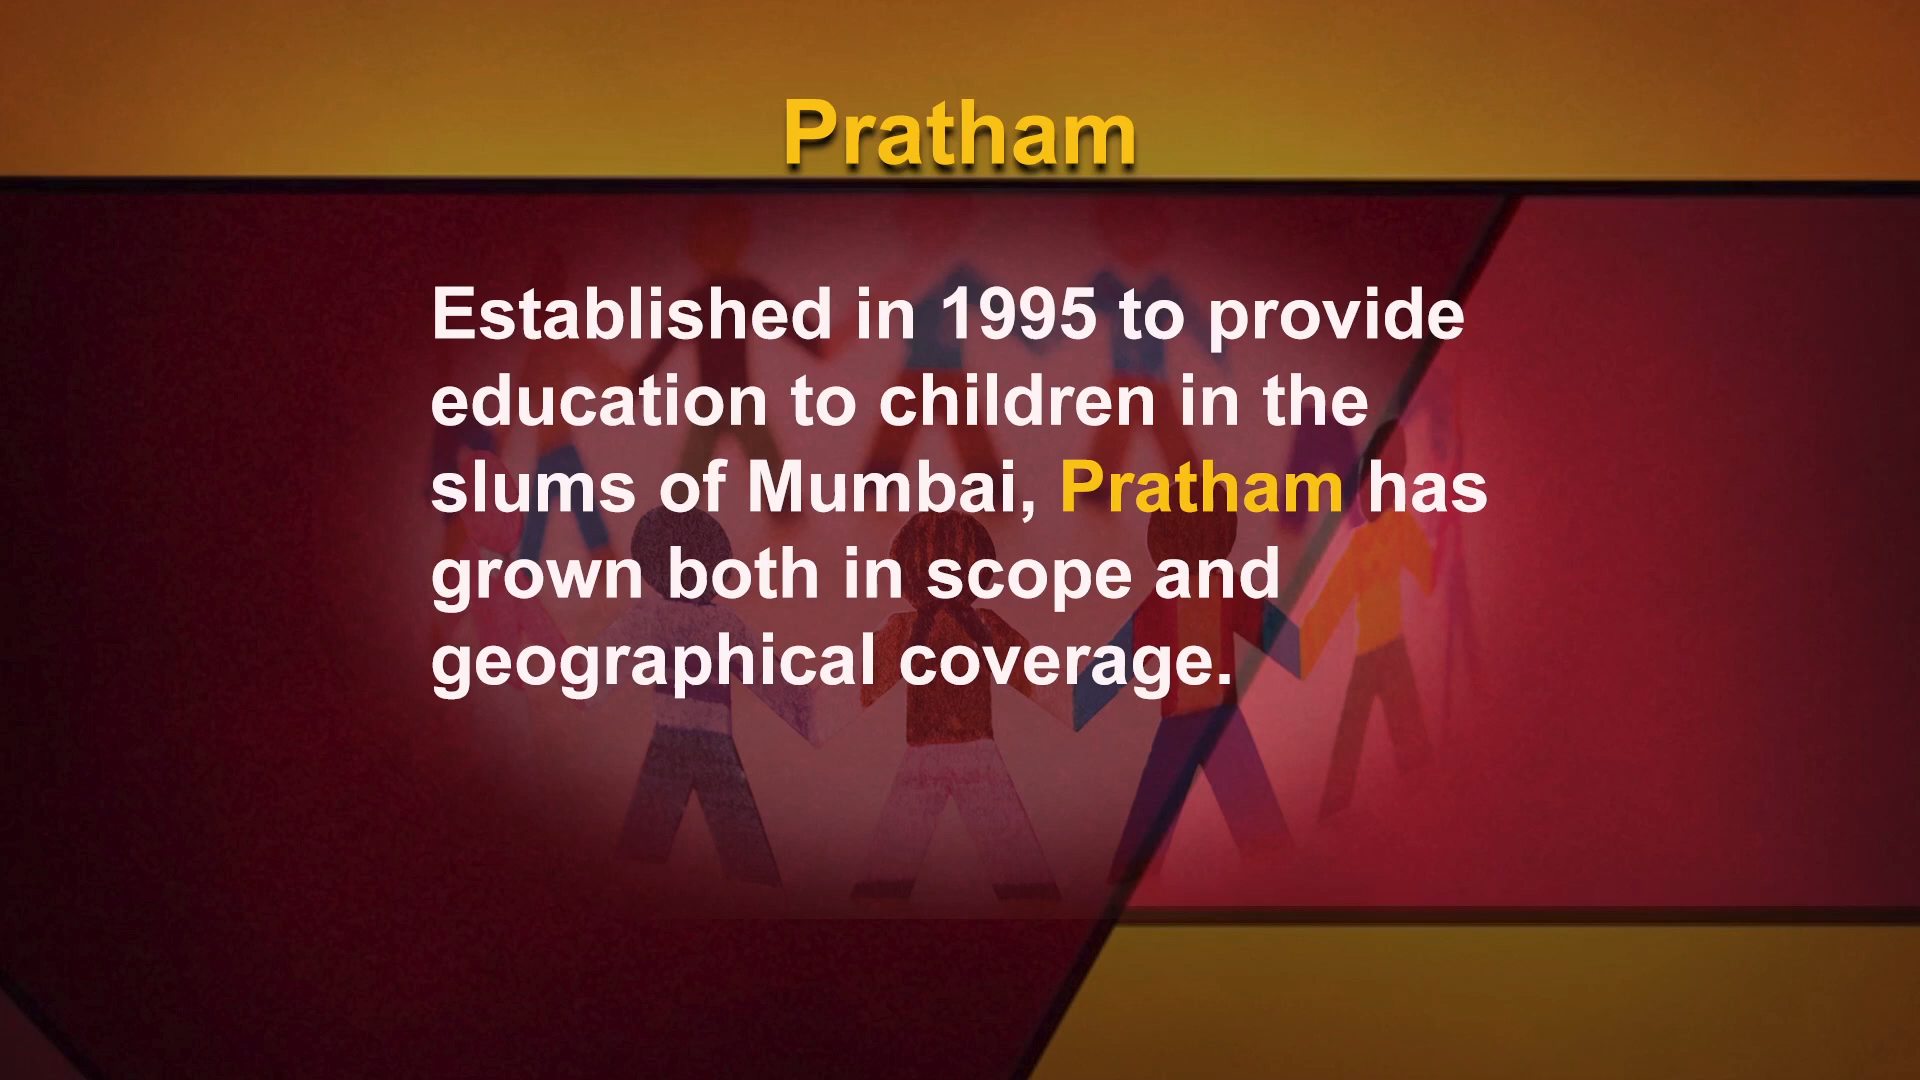 Pratham
Established in 1995 to provide
education to children in the
slums of Mumbai, Pratham has
grown both in scope and
geographical coverage.